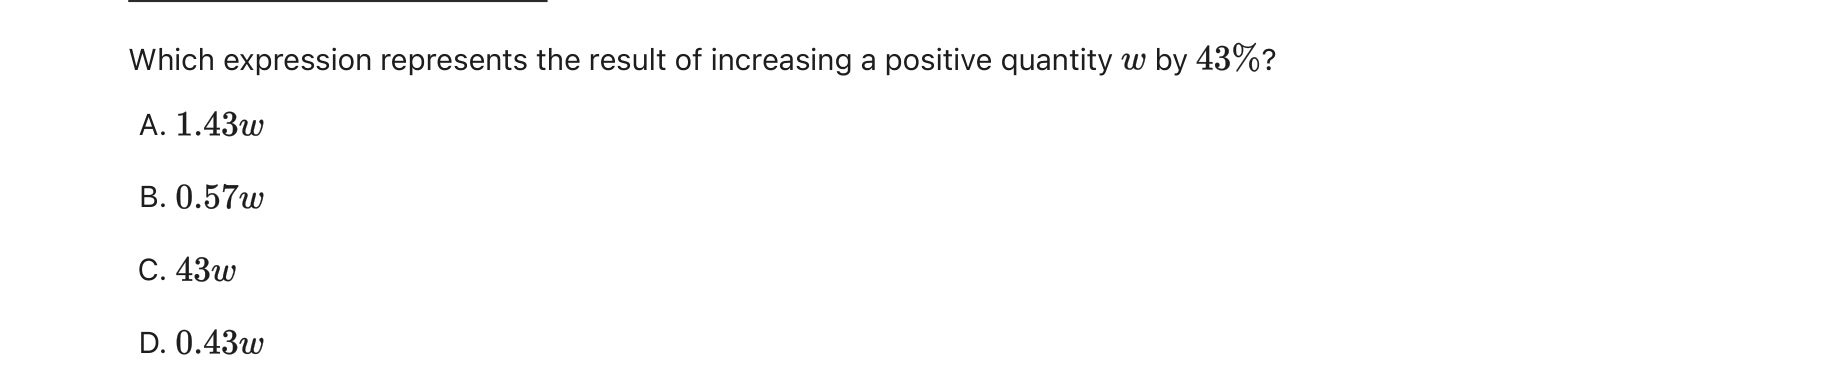 Which expression represents the result of increasing a positive quantity w by 43%?
A. 1.43w
B. 0.57w
C. 43w
D. 0.43w